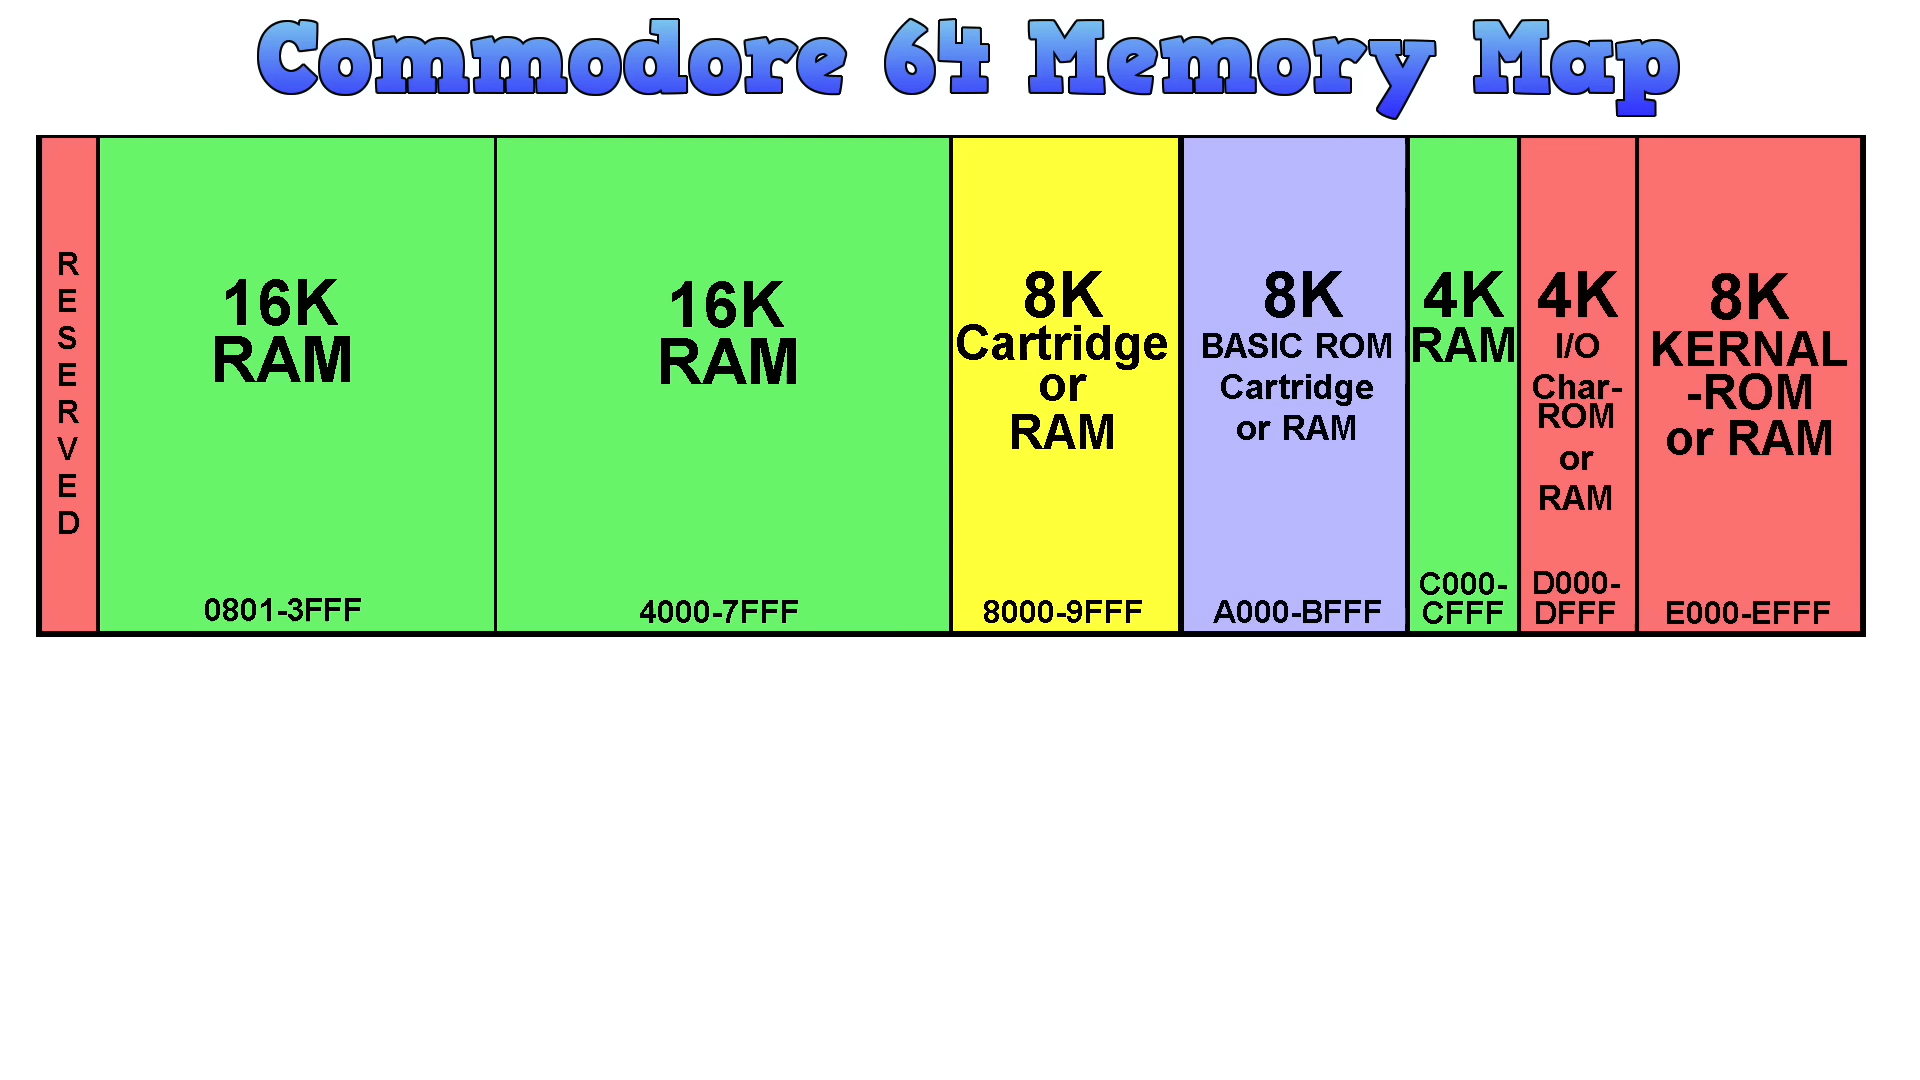 Commodore 64 Memory Map
RESERVED
16K
RAM
0801-3FFF
16K
RAM
4000-7FFF
8K
Cartridge
or
RAM
8000-9FFF
8K
BASIC ROM
Cartridge
or RAM
A000-BFFF
4K
RAM
C000-
CFFF
4K
I/O
Char-
ROM
or
RAM
D000-
DFFF
8K
KERNAL
-ROM
or RAM
E000-EFFF